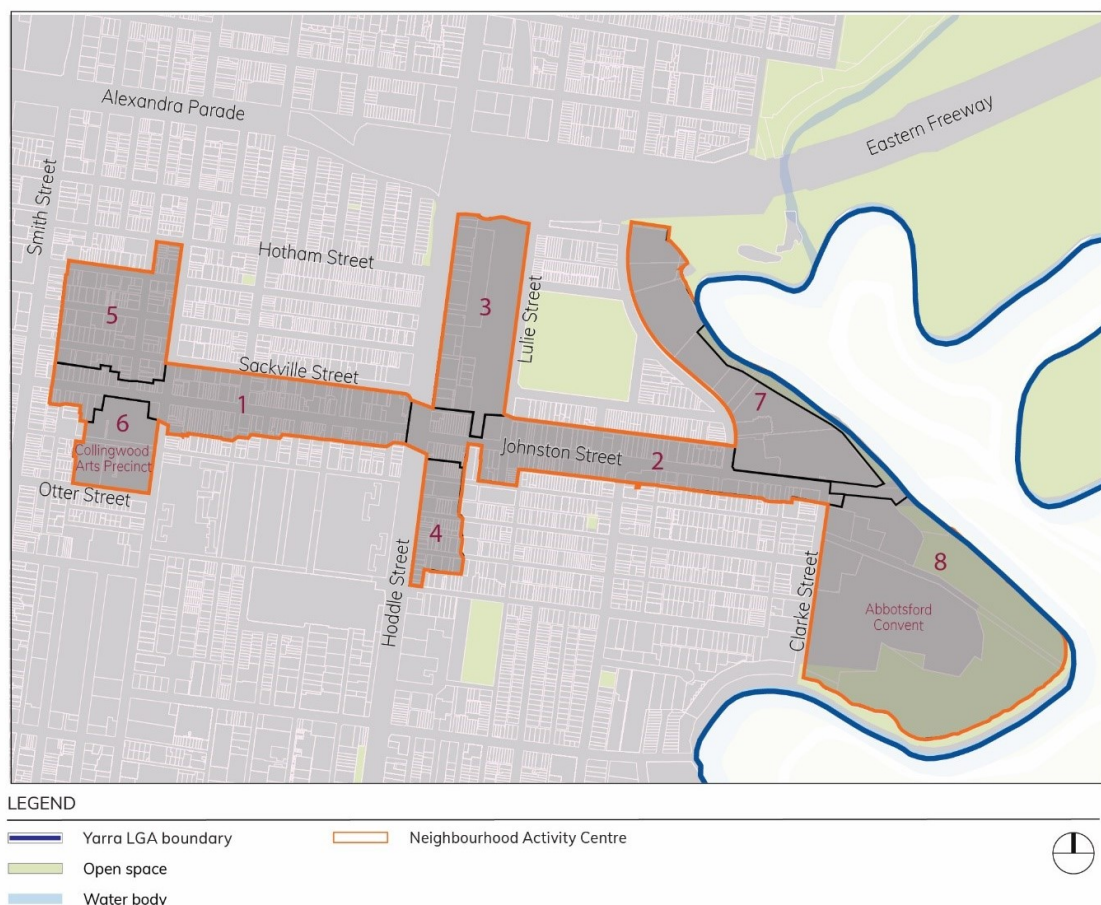 Alexandra Parade
Eastern Freeway
Smith Street
Hotham Street
5
3
Lulie Street
Sackville Street
1
7
6
Collingwood
Arts Precinct
Johnston Street
2
Otter Street
4
Hoddle Street
Clarke Street
8
Abbotsford
Convent
LEGEND
Yarra LGA boundary
Neighbourhood Activity Centre
Open space
Water body